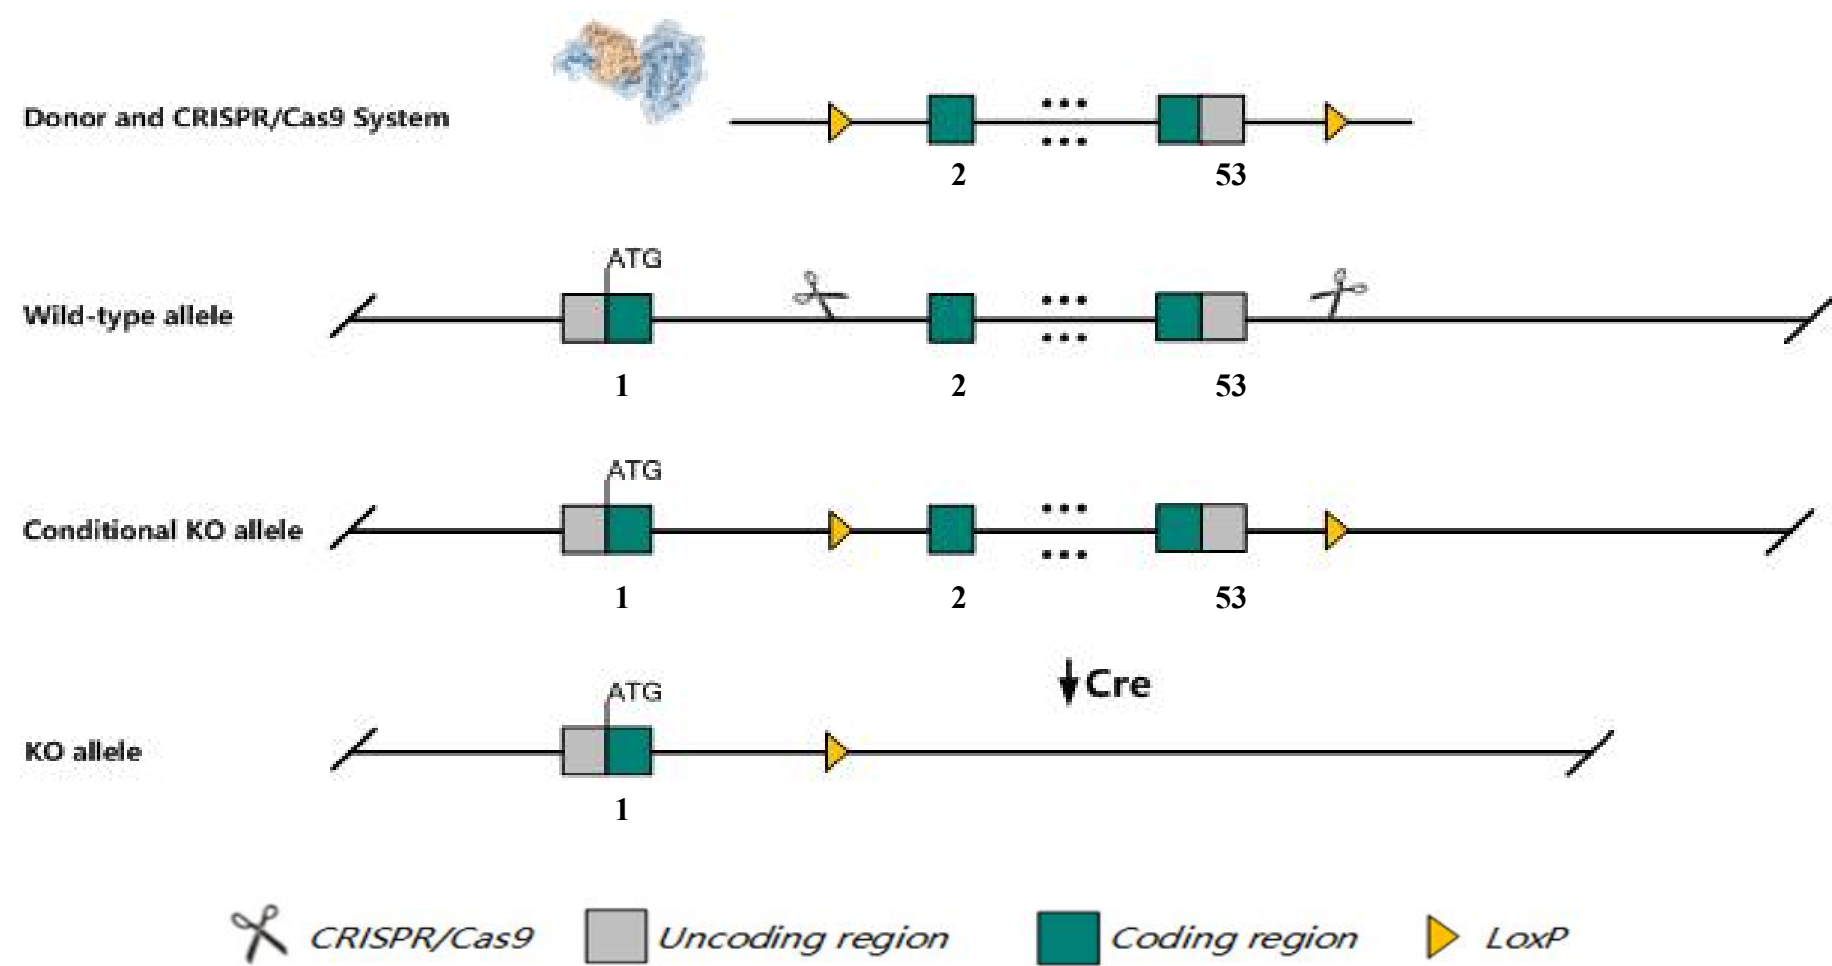 Donor and CRISPR/Cas9 System
2 53
ATG
Wild-type allele
1 2 53
ATG
Conditional KO allele
1 2 53
Cre
ATG
KO allele
1
CRISPR/Cas9 Uncoding region Coding region LoxP